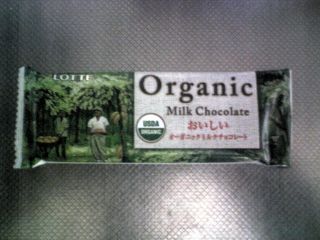 LOTTE
Organic
Milk Chocolate
おいしい
オーガニックミルクチョコレート
USDA
ORGANIC